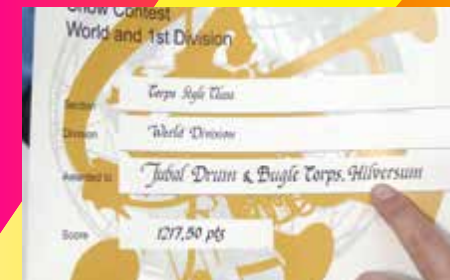 Show Contest
World and 1st Division
Section Corps Style Class
Division World Division
Awarded to Jubal Drum & Bugle Corps, Hilversum
Score 1217,50 pts